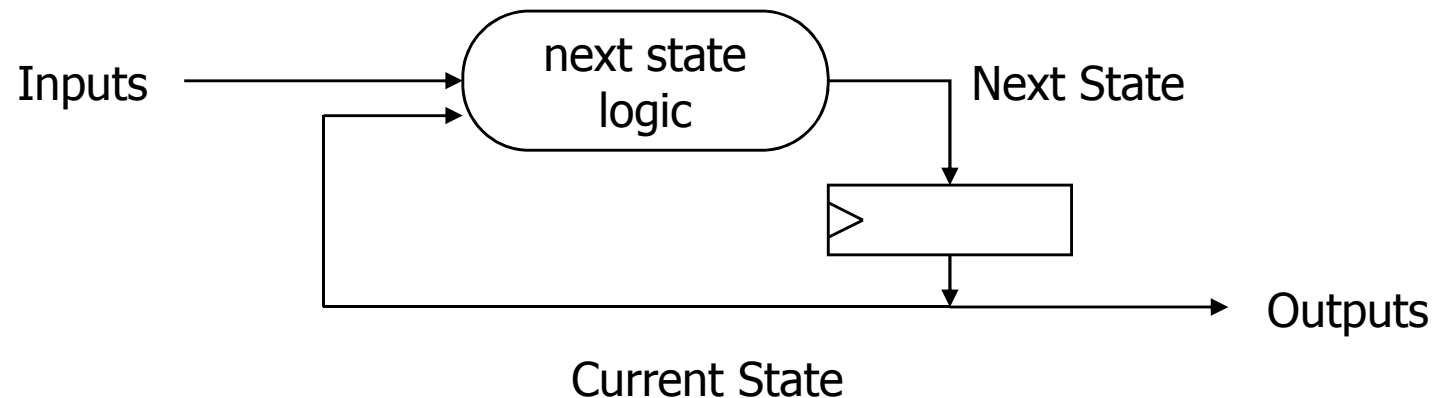 next state
logic
Inputs
Next State
Outputs
Current State